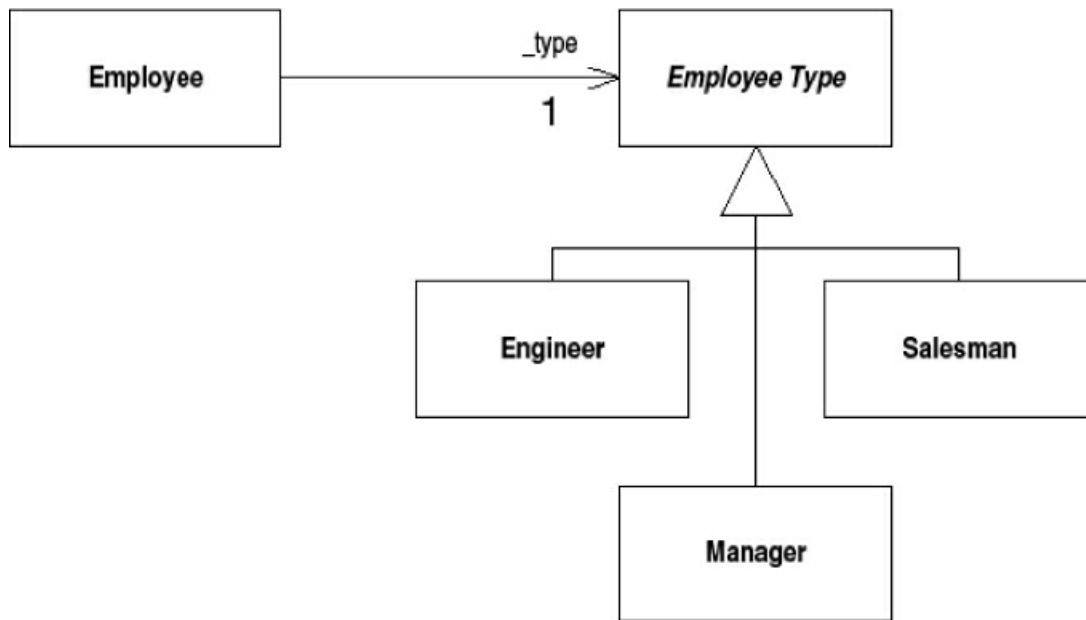 Employee
_type
1
Employee Type
Engineer
Salesman
Manager